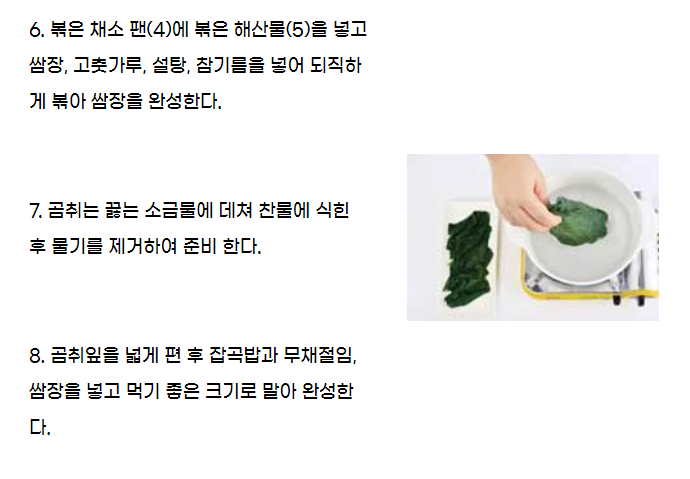 6. 볶은 채소 팬(4)에 볶은 해산물(5)을 넣고
쌈장, 고춧가루, 설탕, 참기름을 넣어 되직하
게 볶아 쌈장을 완성한다.
7. 곰취는 끓는 소금물에 데쳐 찬물에 식힌
후 물기를 제거하여 준비 한다.
8. 곰취잎을 넓게 편 후 잡곡밥과 무채절임,
쌈장을 넣고 먹기 좋은 크기로 말아 완성한
다.